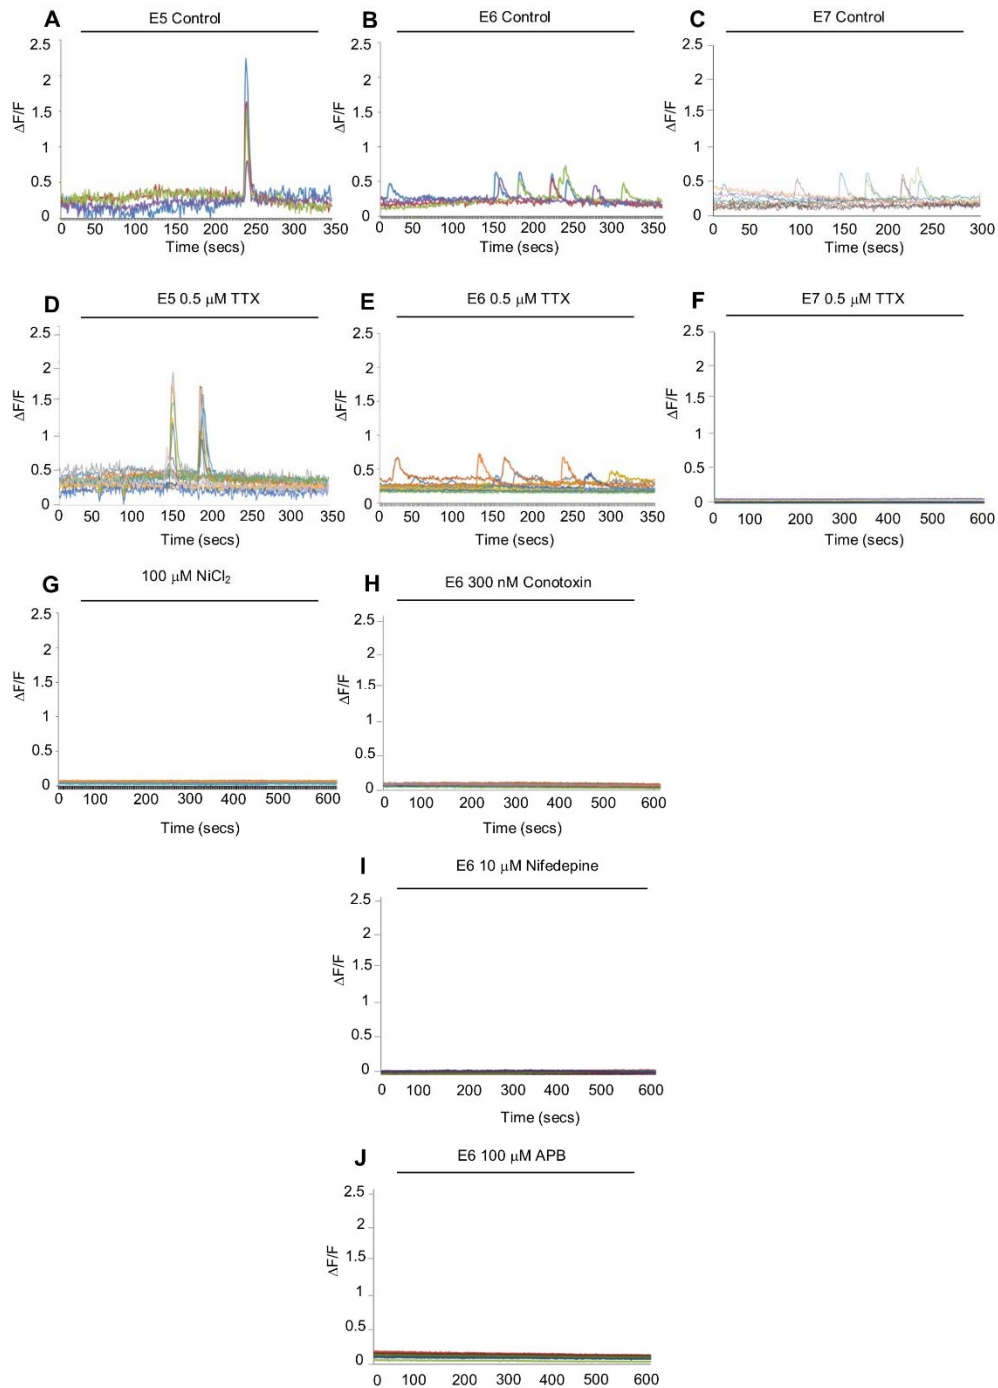 A E5 Control
2.5
2
1.5
1
0.5
0
ΔF/F
0 50 100 150 200 250 300 350
Time (secs)
B E6 Control
2.5
2
1.5
1
0.5
0
ΔF/F
0 50 100 150 200 250 300 350
Time (secs)
C E7 Control
2.5
2
1.5
1
0.5
0
ΔF/F
0 50 100 150 200 250 300
Time (secs)
D E5 0.5 μM TTX
2.5
2
1.5
1
0.5
0
ΔF/F
0 50 100 150 200 250 300 350
Time (secs)
E E6 0.5 μM TTX
2.5
2
1.5
1
0.5
0
ΔF/F
0 50 100 150 200 250 300 350
Time (secs)
F E7 0.5 μM TTX
2.5
2
1.5
1
0.5
0
ΔF/F
0 100 200 300 400 500 600
Time (secs)
G 100 μM NiCl₂
2.5
2
1.5
1
0.5
0
ΔF/F
0 100 200 300 400 500 600
Time (secs)
H E6 300 nM Conotoxin
2.5
2
1.5
1
0.5
0
ΔF/F
0 100 200 300 400 500 600
Time (secs)
I E6 10 μM Nifedepine
2.5
2
1.5
1
0.5
0
ΔF/F
0 100 200 300 400 500 600
Time (secs)
J E6 100 μM APB
2.5
2
1.5
1
0.5
0
ΔF/F
0 100 200 300 400 500 600